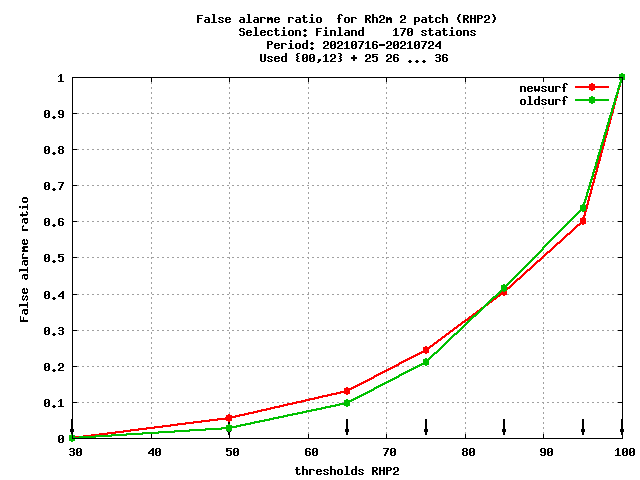 False alarme ratio  for Rh2m 2 patch (RHP2)
Selection: Finland    170 stations
Period: 20210716-20210724
Used {00,12} + 25 26 ... 36
newsurf
oldsurf
1
0.9
0.8
0.7
0.6
0.5
0.4
0.3
0.2
0.1
0
False alarme ratio
30 40 50 60 70 80 90 100
thresholds RHP2